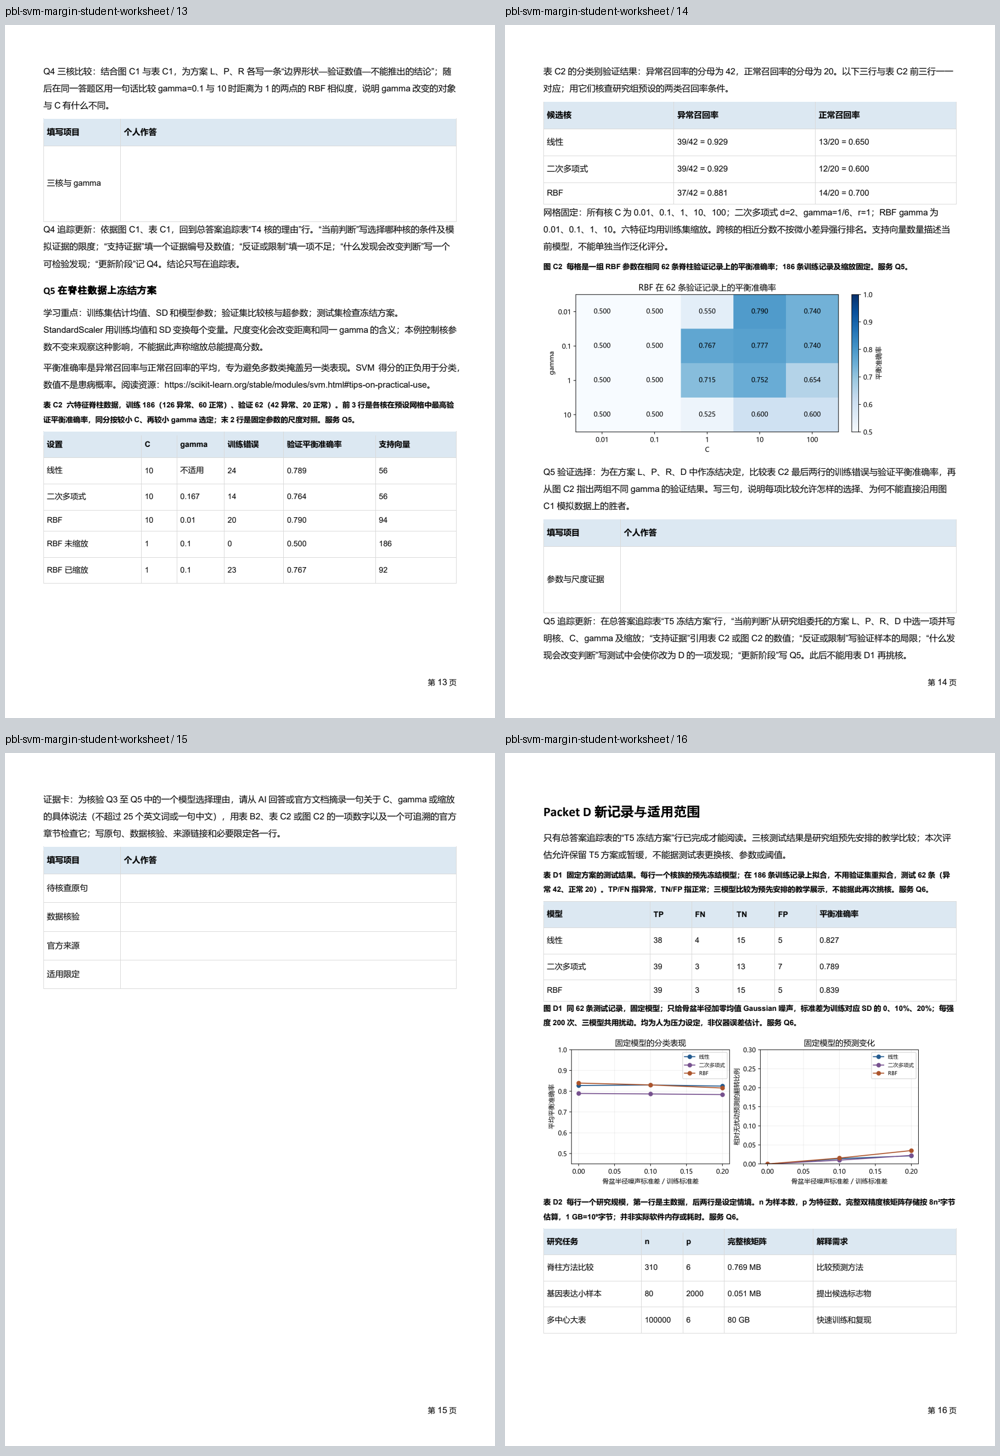 pbl-svm-margin-student-worksheet / 13
Q4 三核比较：结合图 C1 与表 C1，为方案 L、P、R 各写一条“边界形状—验证数值—不能推出的结论”；随
后在同一答题区用一句话比较 gamma=0.1 与 10 时距离为 1 的两点的 RBF 相似度，说明 gamma 改变的对象
与 C 有什么不同。
填写项目 个人作答
三核与 gamma
Q4 追踪更新：依据图 C1、表 C1，回到总答案追踪表“T4 核的理由”行。“当前判断”写选择哪种核的条件及模
拟证据的限度；“支持证据”填一个证据编号及数值；“反证或限制”填一项不足；“什么发现会改变判断”写一个
可检验发现；“更新阶段”记 Q4。结论只写在追踪表。
Q5 在脊柱数据上冻结方案
学习重点：训练集估计均值、SD 和模型参数；验证集比较核与超参数；测试集检查冻结方案。
StandardScaler 用训练均值和 SD 变换每个变量。尺度变化会改变距离和同一 gamma 的含义；本例控制核参
数不变来观察这种影响，不能据此声称缩放总能提高分数。
平衡准确率是异常召回率与正常召回率的平均，专为避免多数类掩盖另一类表现。SVM 得分的正负用于分类，
数值不是患病概率。阅读资源：https://scikit-learn.org/stable/modules/svm.html#tips-on-practical-use。
表 C2 六特征脊柱数据，训练 186（126 异常、60 正常）、验证 62（42 异常、20 正常）。前 3 行是各核在预设网格中最高验
证平衡准确率，同分按较小 C、再较小 gamma 选定；末 2 行是固定参数的尺度对照。服务 Q5。
设置 C gamma 训练错误 验证平衡准确率 支持向量
线性 10 不适用 24 0.789 56
二次多项式 10 0.167 14 0.764 56
RBF 10 0.01 20 0.790 94
RBF 未缩放 1 0.1 0 0.500 186
RBF 已缩放 1 0.1 23 0.767 92
第 13 页
pbl-svm-margin-student-worksheet / 14
表 C2 的分类别验证结果：异常召回率的分母为 42，正常召回率的分母为 20。以下三行与表 C2 前三行一一
对应；用它们核查研究组预设的两类召回率条件。
候选核 异常召回率 正常召回率
线性 39/42 = 0.929 13/20 = 0.650
二次多项式 39/42 = 0.929 12/20 = 0.600
RBF 37/42 = 0.881 14/20 = 0.700
网格固定：所有核 C 为 0.01、0.1、1、10、100；二次多项式 d=2、gamma=1/6、r=1；RBF gamma 为
0.01、0.1、1、10。六特征均用训练集缩放。跨核的相近分数不按微小差异强行排名。支持向量数量描述当
前模型，不能单独当作泛化评分。
图 C2 每格是一组 RBF 参数在相同 62 条脊柱验证记录上的平衡准确率；186 条训练记录及缩放固定。服务 Q5。
RBF 在 62 条验证记录上的平衡准确率
0.01 0.500 0.500 0.550 0.790 0.740
0.1 0.500 0.500 0.767 0.777 0.740
1 0.500 0.500 0.715 0.752 0.654
10 0.500 0.500 0.525 0.600 0.600
0.01 0.1 1 10 100
C
gamma
1.0
0.9
0.8
0.7
0.6
0.5
平衡准确率
Q5 验证选择：为在方案 L、P、R、D 中作冻结决定，比较表 C2 最后两行的训练错误与验证平衡准确率，再
从图 C2 指出两组不同 gamma 的验证结果。写三句，说明每项比较允许怎样的选择、为何不能直接沿用图
C1 模拟数据上的胜者。
填写项目 个人作答
参数与尺度证据
Q5 追踪更新：在总答案追踪表“T5 冻结方案”行，“当前判断”从研究组委托的方案 L、P、R、D 中选一项并写
明核、C、gamma 及缩放；“支持证据”引用表 C2 或图 C2 的数值；“反证或限制”写验证样本的局限；“什么发
现会改变判断”写测试中会使你改为 D 的一项发现；“更新阶段”写 Q5。此后不能用表 D1 再挑核。
第 14 页
pbl-svm-margin-student-worksheet / 15
证据卡：为核验 Q3 至 Q5 中的一个模型选择理由，请从 AI 回答或官方文档摘录一句关于 C、gamma 或缩放
的具体说法（不超过 25 个英文词或一句中文），用表 B2、表 C2 或图 C2 的一项数字以及一个可追溯的官方
章节检查它；写原句、数据核验、来源链接和必要限定各一行。
填写项目 个人作答
待核查原句
数据核验
官方来源
适用限定
第 15 页
pbl-svm-margin-student-worksheet / 16
Packet D 新记录与适用范围
只有总答案追踪表的“T5 冻结方案”行已完成才能阅读。三核测试结果是研究组预先安排的教学比较；本次评
估允许保留 T5 方案或暂缓，不能据测试表更换核、参数或阈值。
表 D1 固定方案的测试结果。每行一个核族的预先冻结模型；在 186 条训练记录上拟合，不用验证集重拟合，测试 62 条（异
常 42、正常 20）。TP/FN 指异常，TN/FP 指正常；三模型比较为预先安排的教学展示，不能据此再次挑核。服务 Q6。
模型 TP FN TN FP 平衡准确率
线性 38 4 15 5 0.827
二次多项式 39 3 13 7 0.789
RBF 39 3 15 5 0.839
图 D1 同 62 条测试记录，固定模型；只给骨盆半径加零均值 Gaussian 噪声，标准差为训练对应 SD 的 0、10%、20%；每强
度 200 次、三模型共用扰动。均为人为压力设定，非仪器误差估计。服务 Q6。
固定模型的分类表现
平均平衡准确率
1.0
0.9
0.8
0.7
0.6
0.5
线性
二次多项式
RBF
0.00 0.05 0.10 0.15 0.20
骨盆半径噪声标准差 / 训练标准差
固定模型的预测变化
相对无扰动预测的翻转比例
0.30
0.25
0.20
0.15
0.10
0.05
0.00
线性
二次多项式
RBF
0.00 0.05 0.10 0.15 0.20
骨盆半径噪声标准差 / 训练标准差
表 D2 每行一个研究规模，第一行是主数据，后两行是设定情境。n 为样本数，p 为特征数。完整双精度核矩阵存储按 8n²字节
估算，1 GB=10⁹字节；并非实际软件内存或耗时。服务 Q6。
研究任务 n p 完整核矩阵 解释需求
脊柱方法比较 310 6 0.769 MB 比较预测方法
基因表达小样本 80 2000 0.051 MB 提出候选标志物
多中心大表 100000 6 80 GB 快速训练和复现
第 16 页